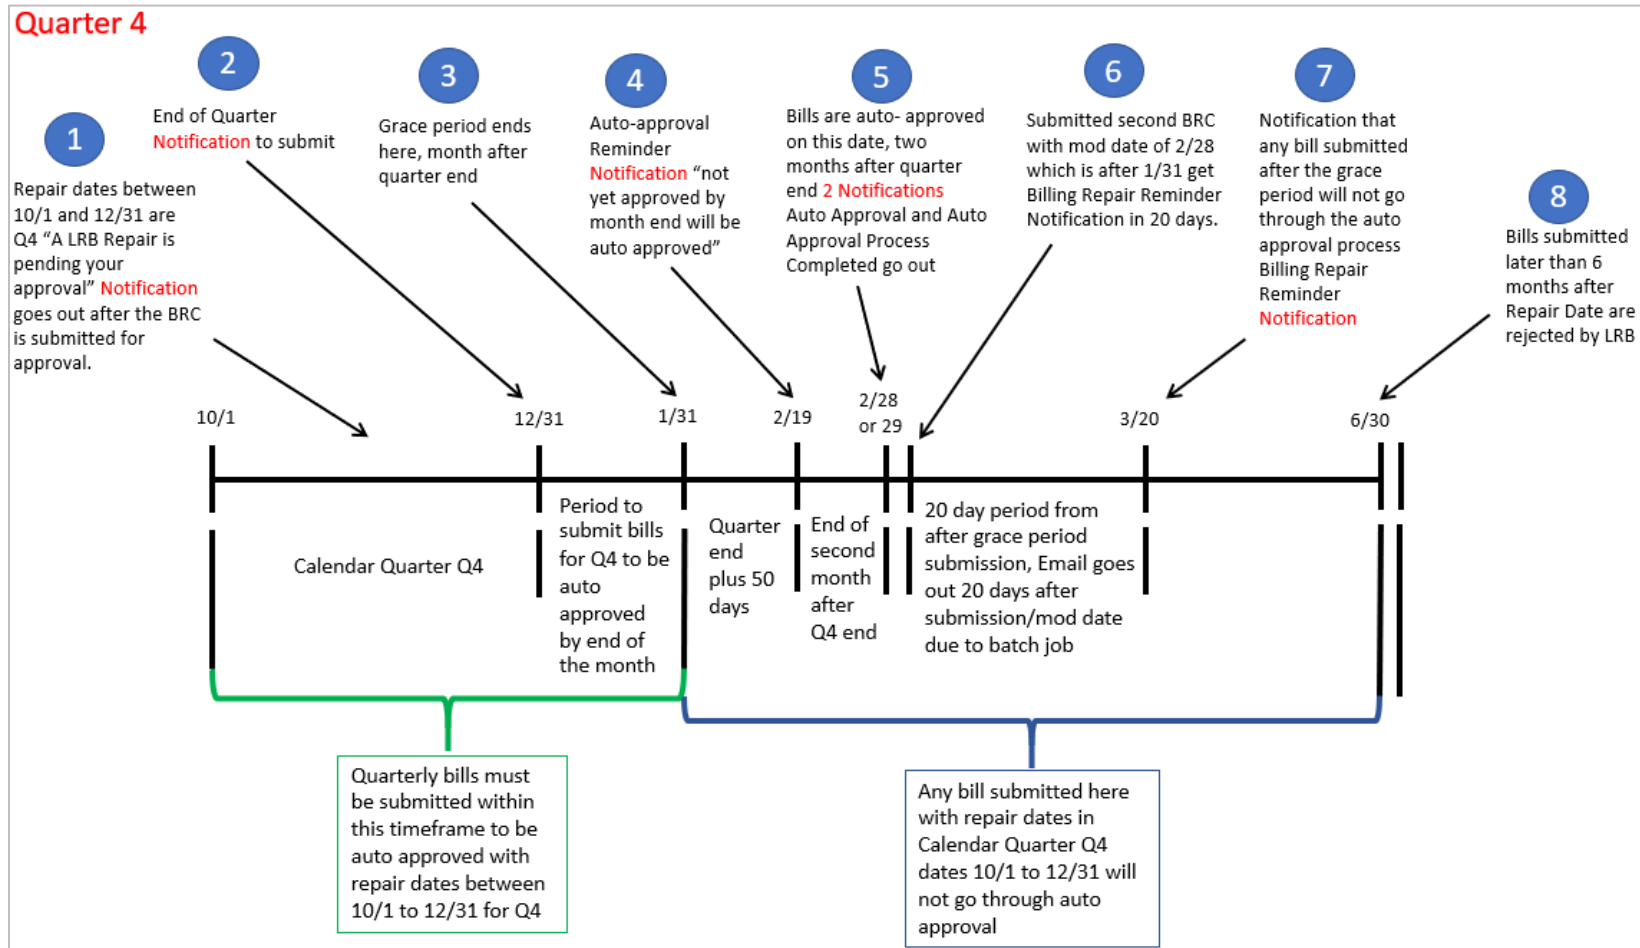 Quarter 4
1
Repair dates between
10/1 and 12/31 are
Q4 “A LRB Repair is
pending your
approval” Notification
goes out after the BRC
is submitted for
approval.
2
End of Quarter
Notification to submit
3
Grace period ends
here, month after
quarter end
4
Auto-approval
Reminder
Notification “not
yet approved by
month end will be
auto approved”
5
Bills are auto- approved
on this date, two
months after quarter
end 2 Notifications
Auto Approval and Auto
Approval Process
Completed go out
6
Submitted second BRC
with mod date of 2/28
which is after 1/31 get
Billing Repair Reminder
Notification in 20 days.
7
Notification that
any bill submitted
after the grace
period will not go
through the auto
approval process
Billing Repair
Reminder
Notification
8
Bills submitted
later than 6
months after
Repair Date are
rejected by LRB
10/1
12/31
1/31
2/19
2/28
or 29
3/20
6/30
Calendar Quarter Q4
Period to
submit bills
for Q4 to be
auto
approved
by end of
the month
Quarter
end
plus 50
days
End of
second
month
after
Q4 end
20 day period from
after grace period
submission, Email goes
out 20 days after
submission/mod date
due to batch job
Quarterly bills must
be submitted within
this timeframe to be
auto approved with
repair dates between
10/1 to 12/31 for Q4
Any bill submitted here
with repair dates in
Calendar Quarter Q4
dates 10/1 to 12/31 will
not go through auto
approval